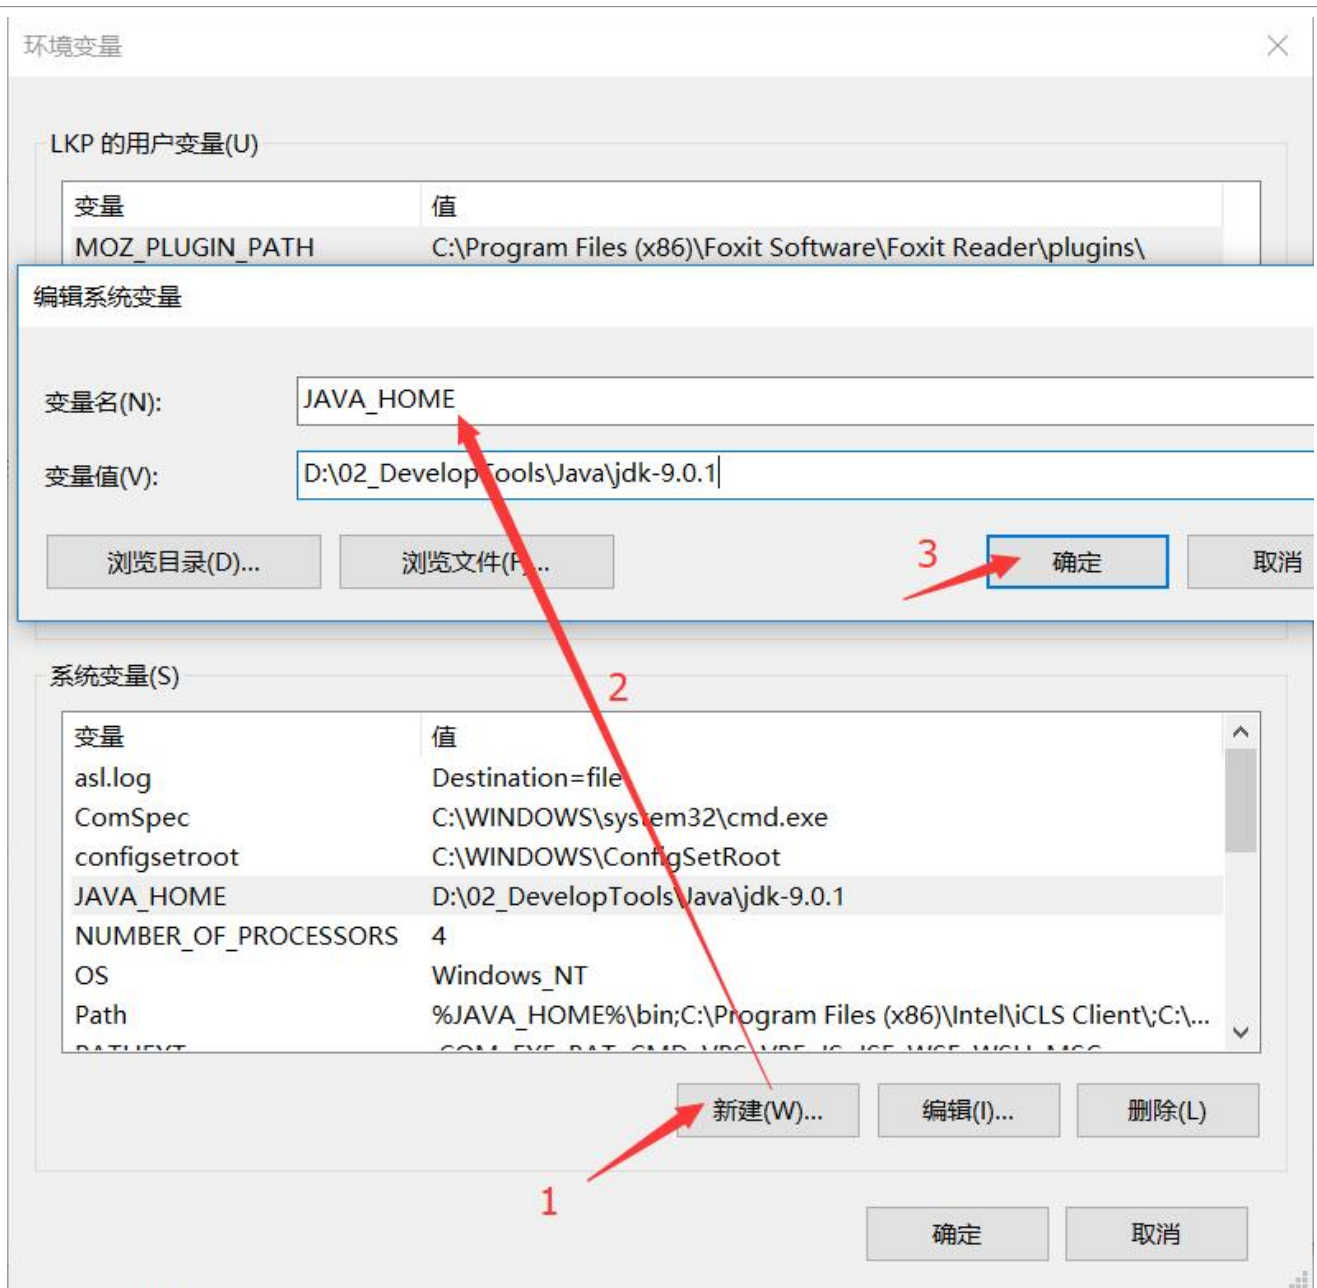 环境变量
LKP 的用户变量(U)
变量 值
MOZ_PLUGIN_PATH C:\Program Files (x86)\Foxit Software\Foxit Reader\plugins\
编辑系统变量
变量名(N): JAVA_HOME
变量值(V): D:\02_DevelopTools\Java\jdk-9.0.1
浏览目录(D)... 浏览文件(F)... 3 确定 取消
系统变量(S)
2
变量 值
asl.log Destination=file
ComSpec C:\WINDOWS\system32\cmd.exe
configsetroot C:\WINDOWS\ConfigSetRoot
JAVA_HOME D:\02_DevelopTools\Java\jdk-9.0.1
NUMBER_OF_PROCESSORS 4
OS Windows_NT
Path %JAVA_HOME%\bin;C:\Program Files (x86)\Intel\iCLS Client\;C:\...
新建(W)... 编辑(I)... 删除(L)
1
确定 取消